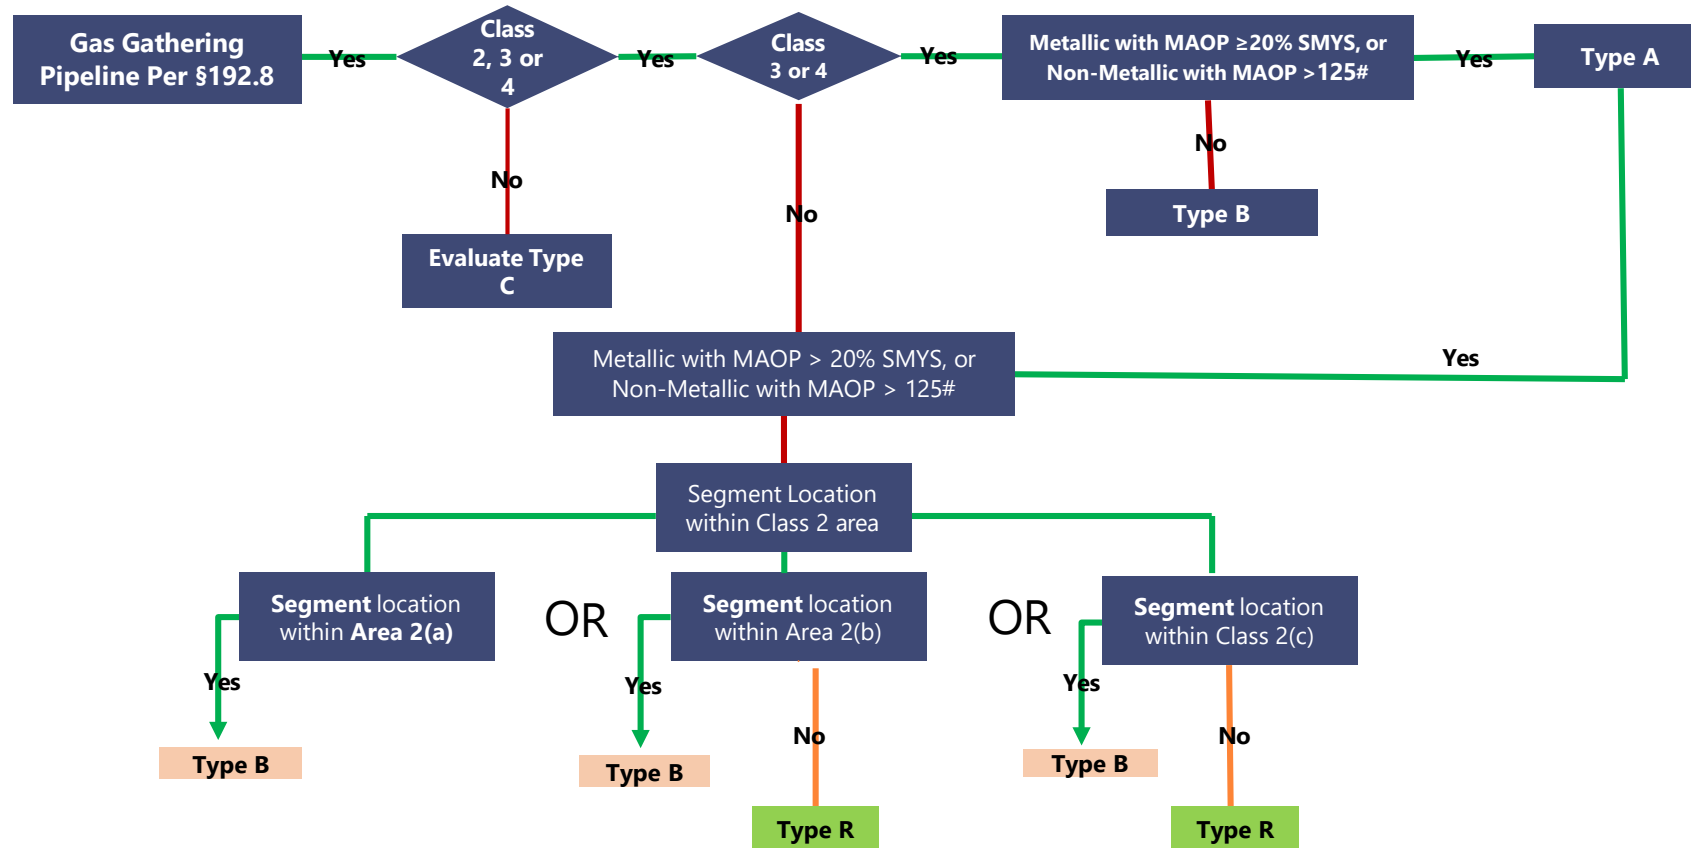 Gas Gathering
Pipeline Per §192.8
Yes
Class
2, 3 or
4
Yes
Class
3 or 4
Yes
Metallic with MAOP ≥20% SMYS, or
Non-Metallic with MAOP >125#
Yes
Type A
No
Evaluate Type
C
No
No
Type B
Metallic with MAOP > 20% SMYS, or
Non-Metallic with MAOP > 125#
Yes
Segment Location
within Class 2 area
Segment location
within Area 2(a)
OR
Segment location
within Area 2(b)
OR
Segment location
within Class 2(c)
Yes
Yes
Yes
No
No
Type B
Type B
Type B
Type R
Type R